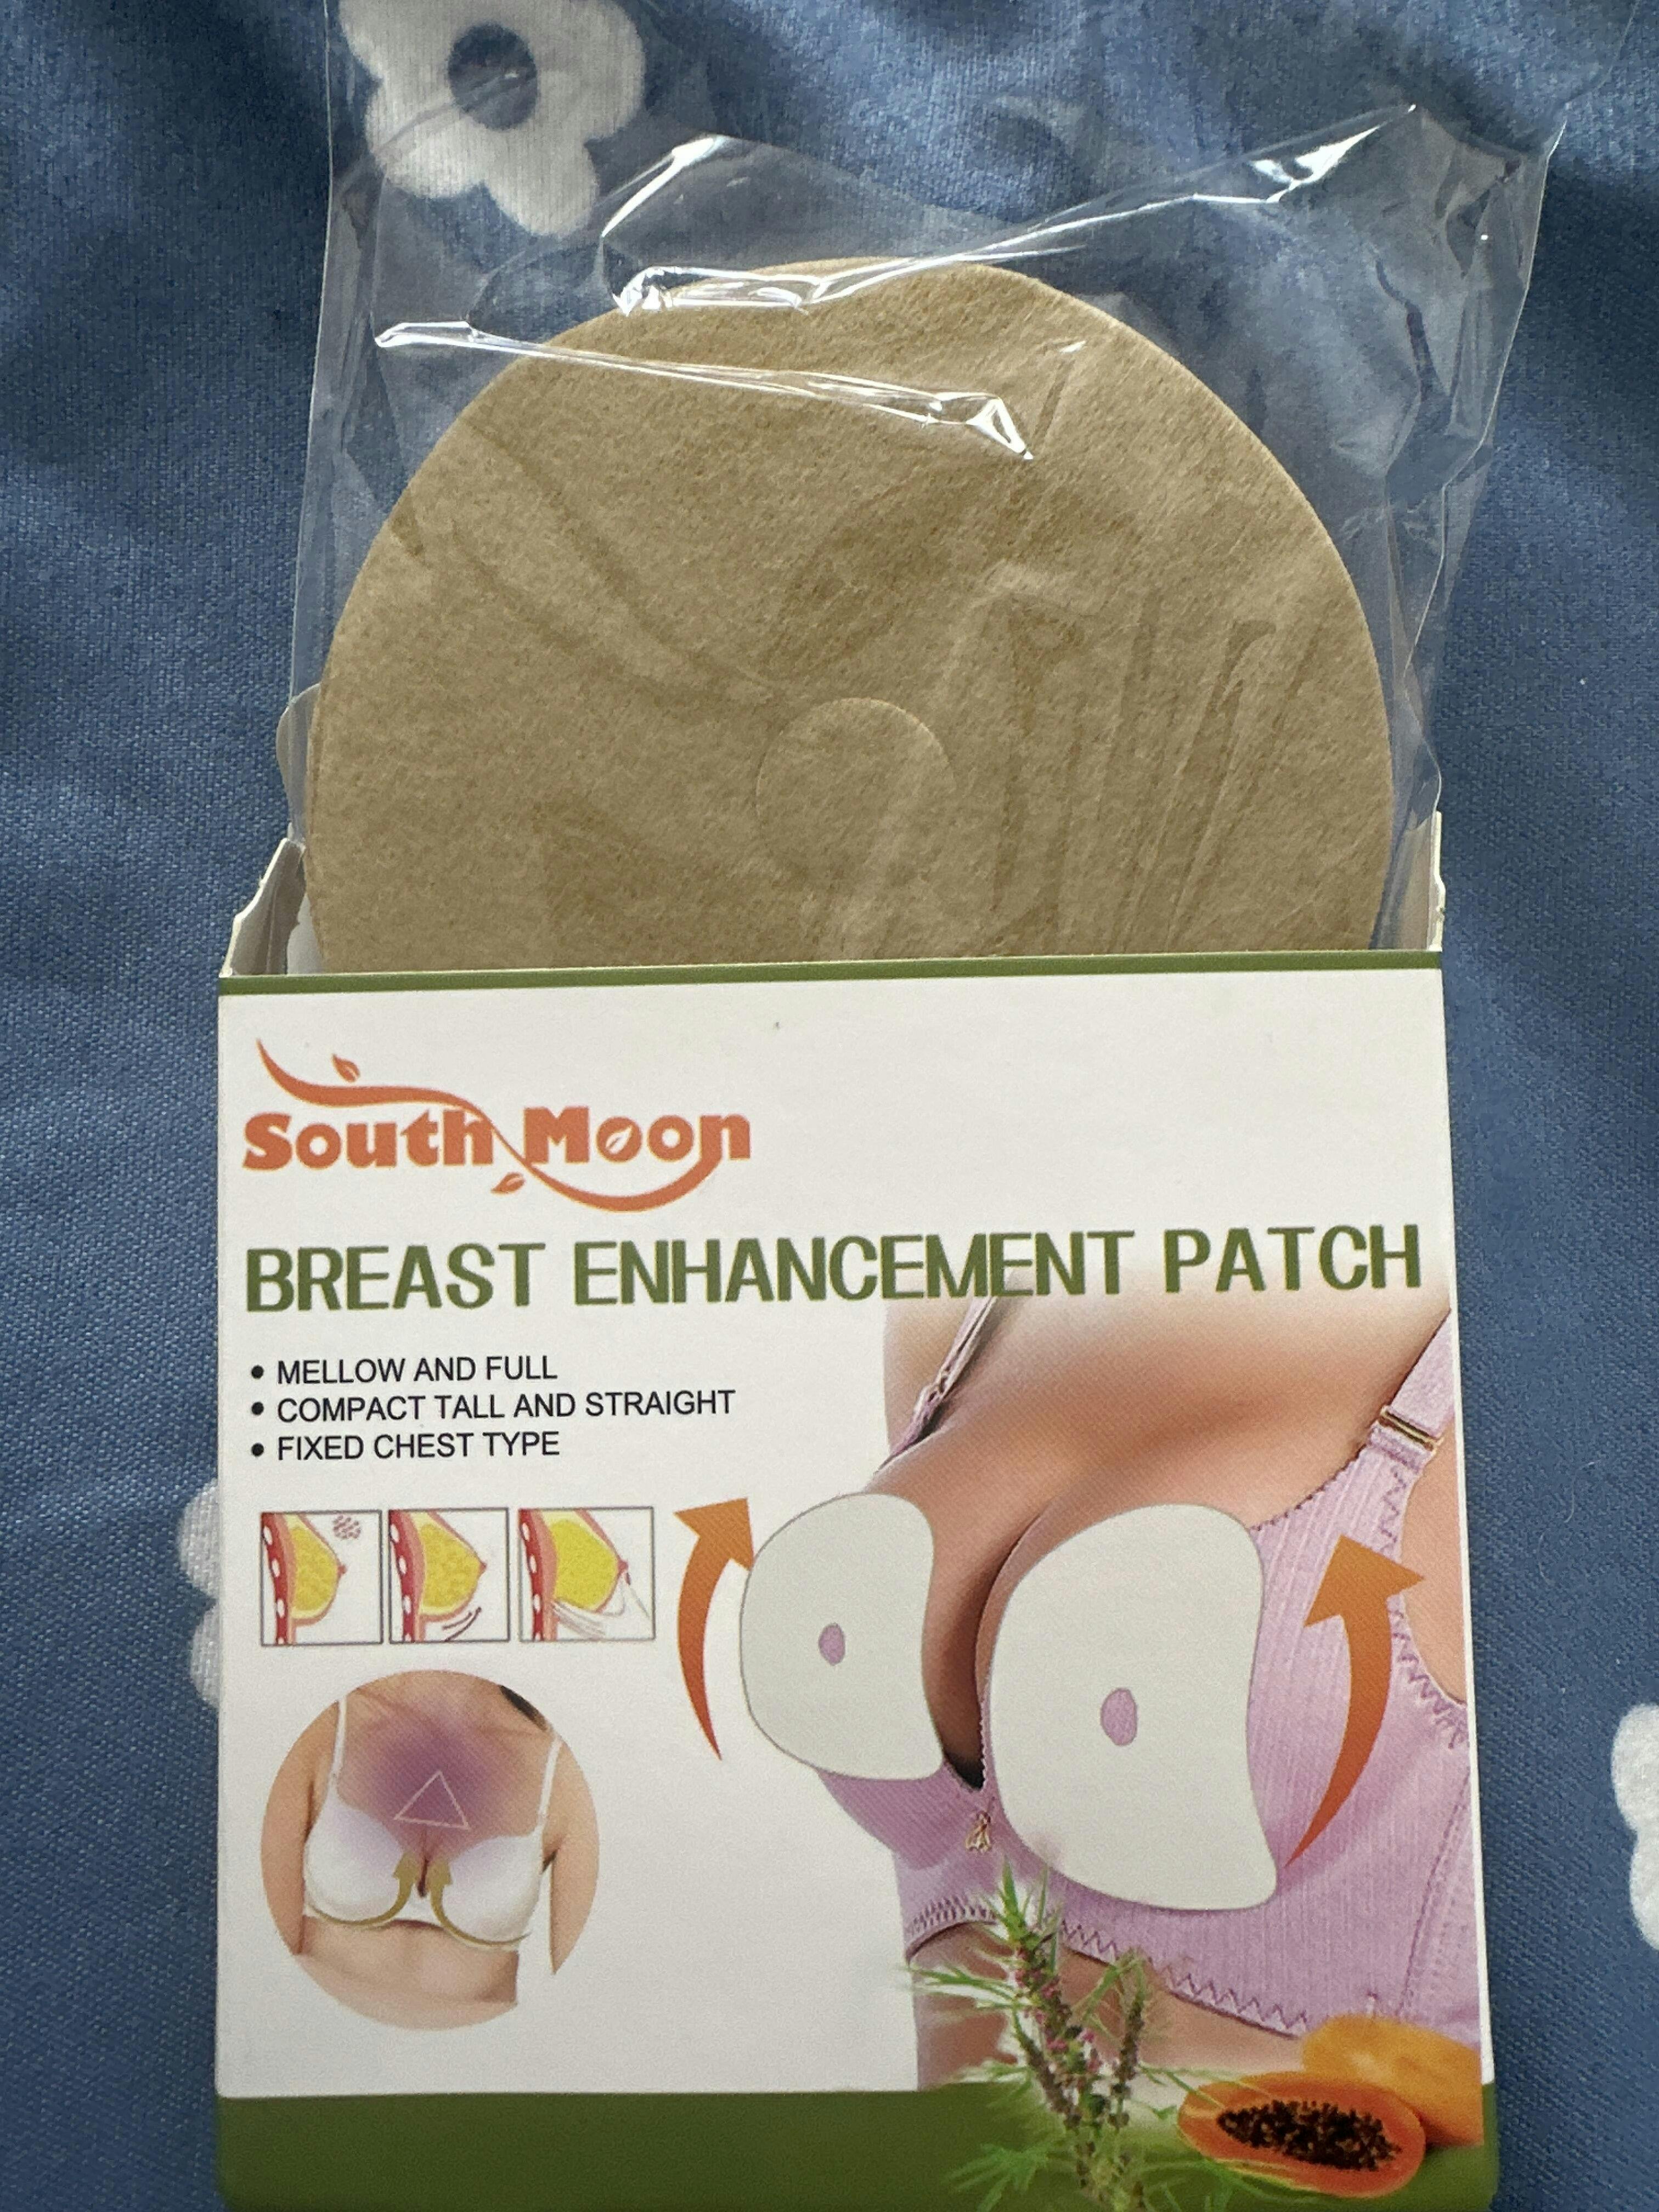 South Moon
BREAST ENHANCEMENT PATCH
• MELLOW AND FULL
• COMPACT TALL AND STRAIGHT
• FIXED CHEST TYPE